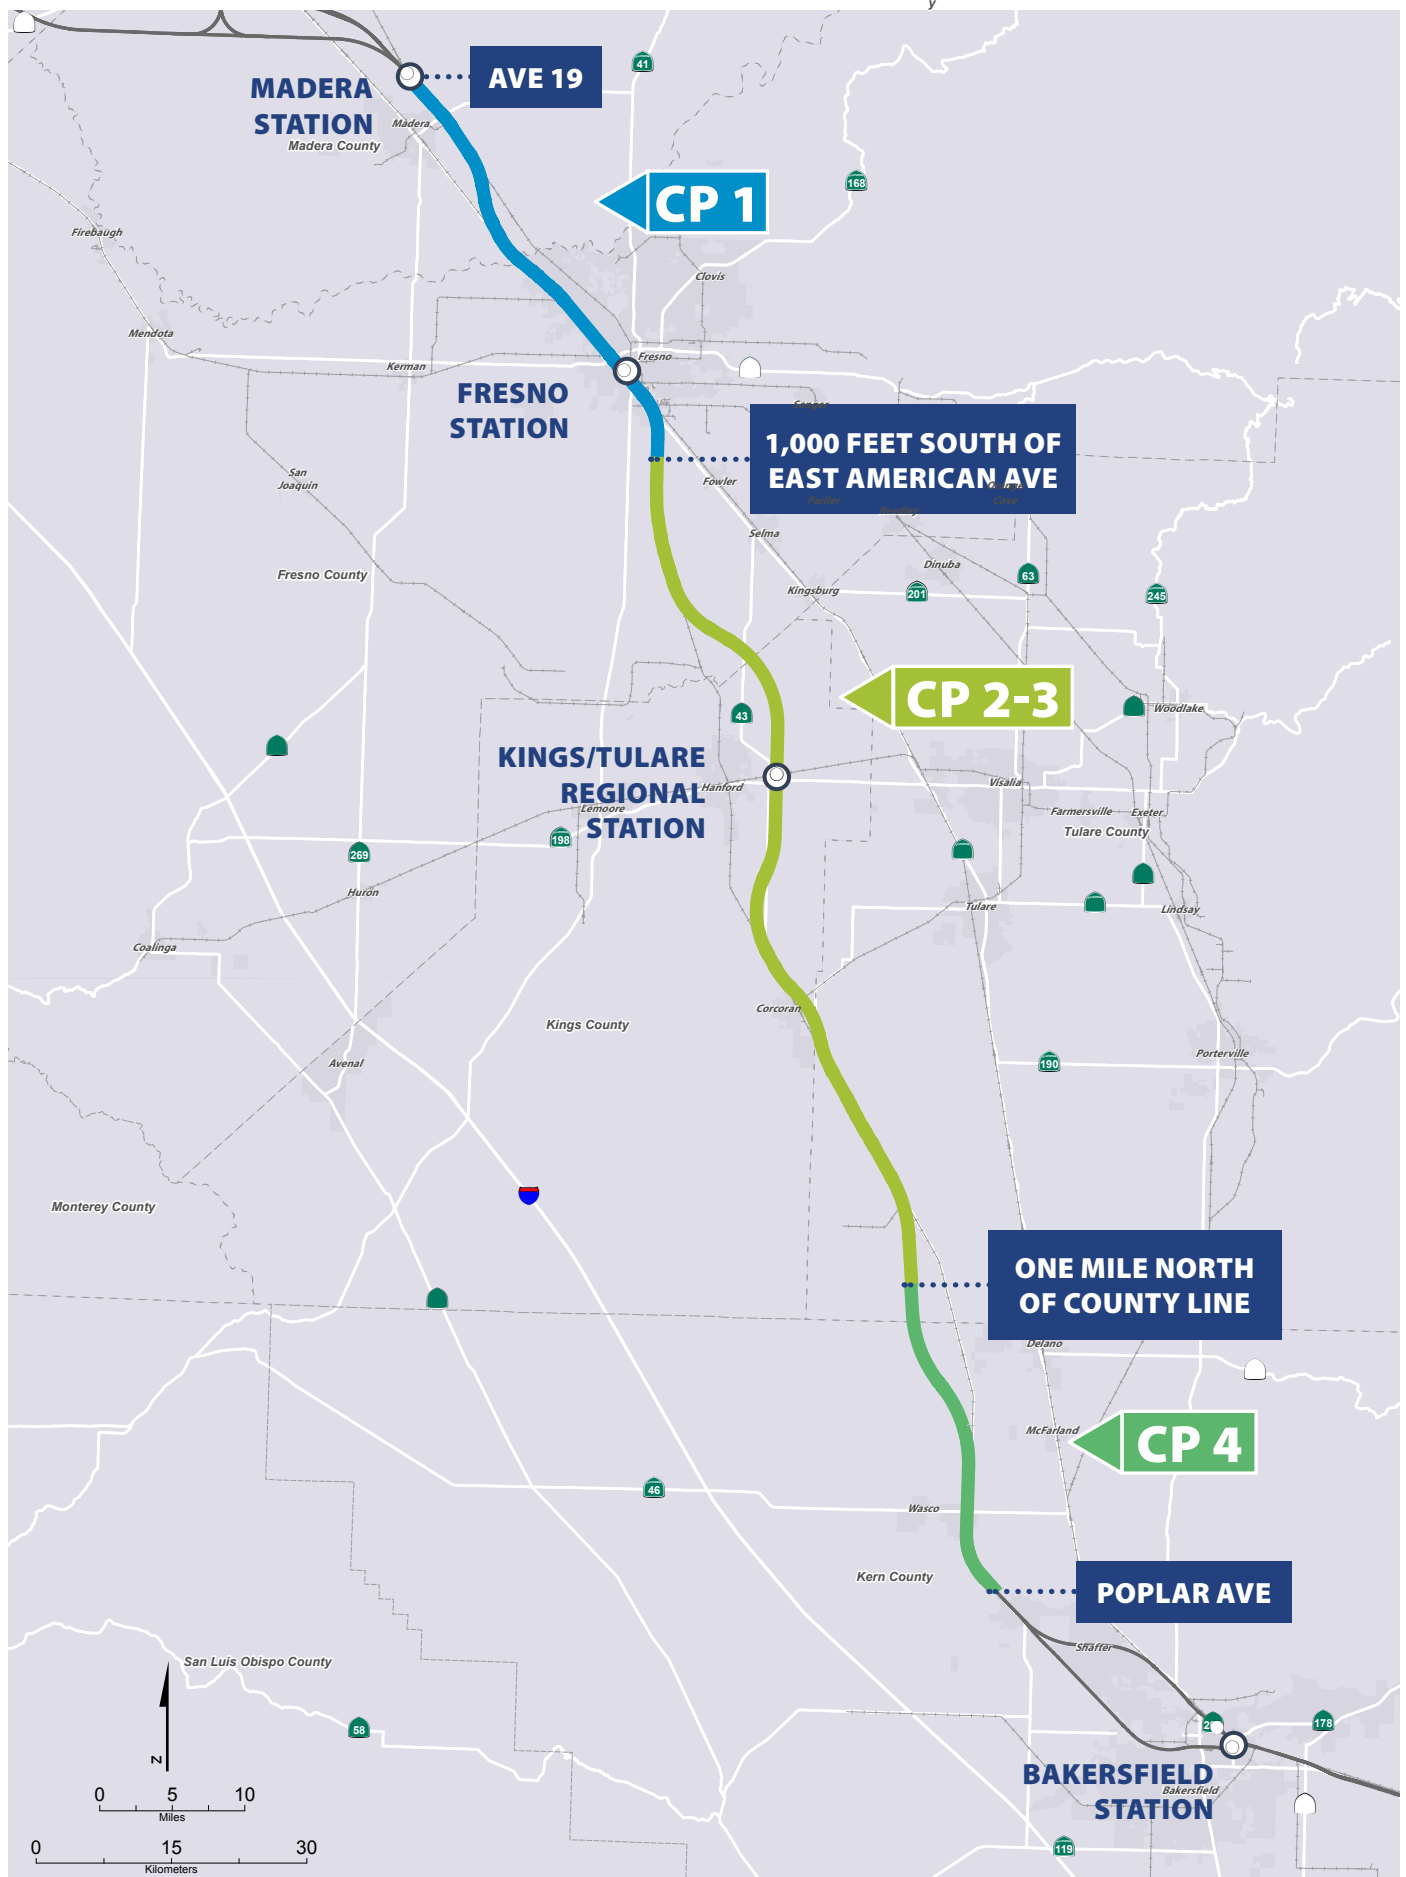 y
41
AVE 19
MADERA
STATION
Madera
Madera County
168
CP 1
Firebaugh
Clovis
Mendota
Fresno
Kerman
FRESNO
STATION
Sanger
1,000 FEET SOUTH OF
EAST AMERICAN AVE
San
Joaquin
Fowler
Parlier
Orange
Cove
Reedley
Selma
Dinuba
Fresno County
63
Kingsburg
201
245
CP 2-3
43
Woodlake
KINGS/TULARE
REGIONAL
STATION
Hanford
Visalia
Lemoore
Farmersville
Exeter
Tulare County
198
269
Huron
Tulare
Lindsay
Coalinga
Corcoran
Kings County
Avenal
190
Porterville
Monterey County
ONE MILE NORTH
OF COUNTY LINE
Delano
McFarland
CP 4
46
Wasco
Kern County
POPLAR AVE
Shafter
San Luis Obispo County
58
178
N
BAKERSFIELD
STATION
Bakersfield
0 5 10
Miles
0 15 30
Kilometers
119